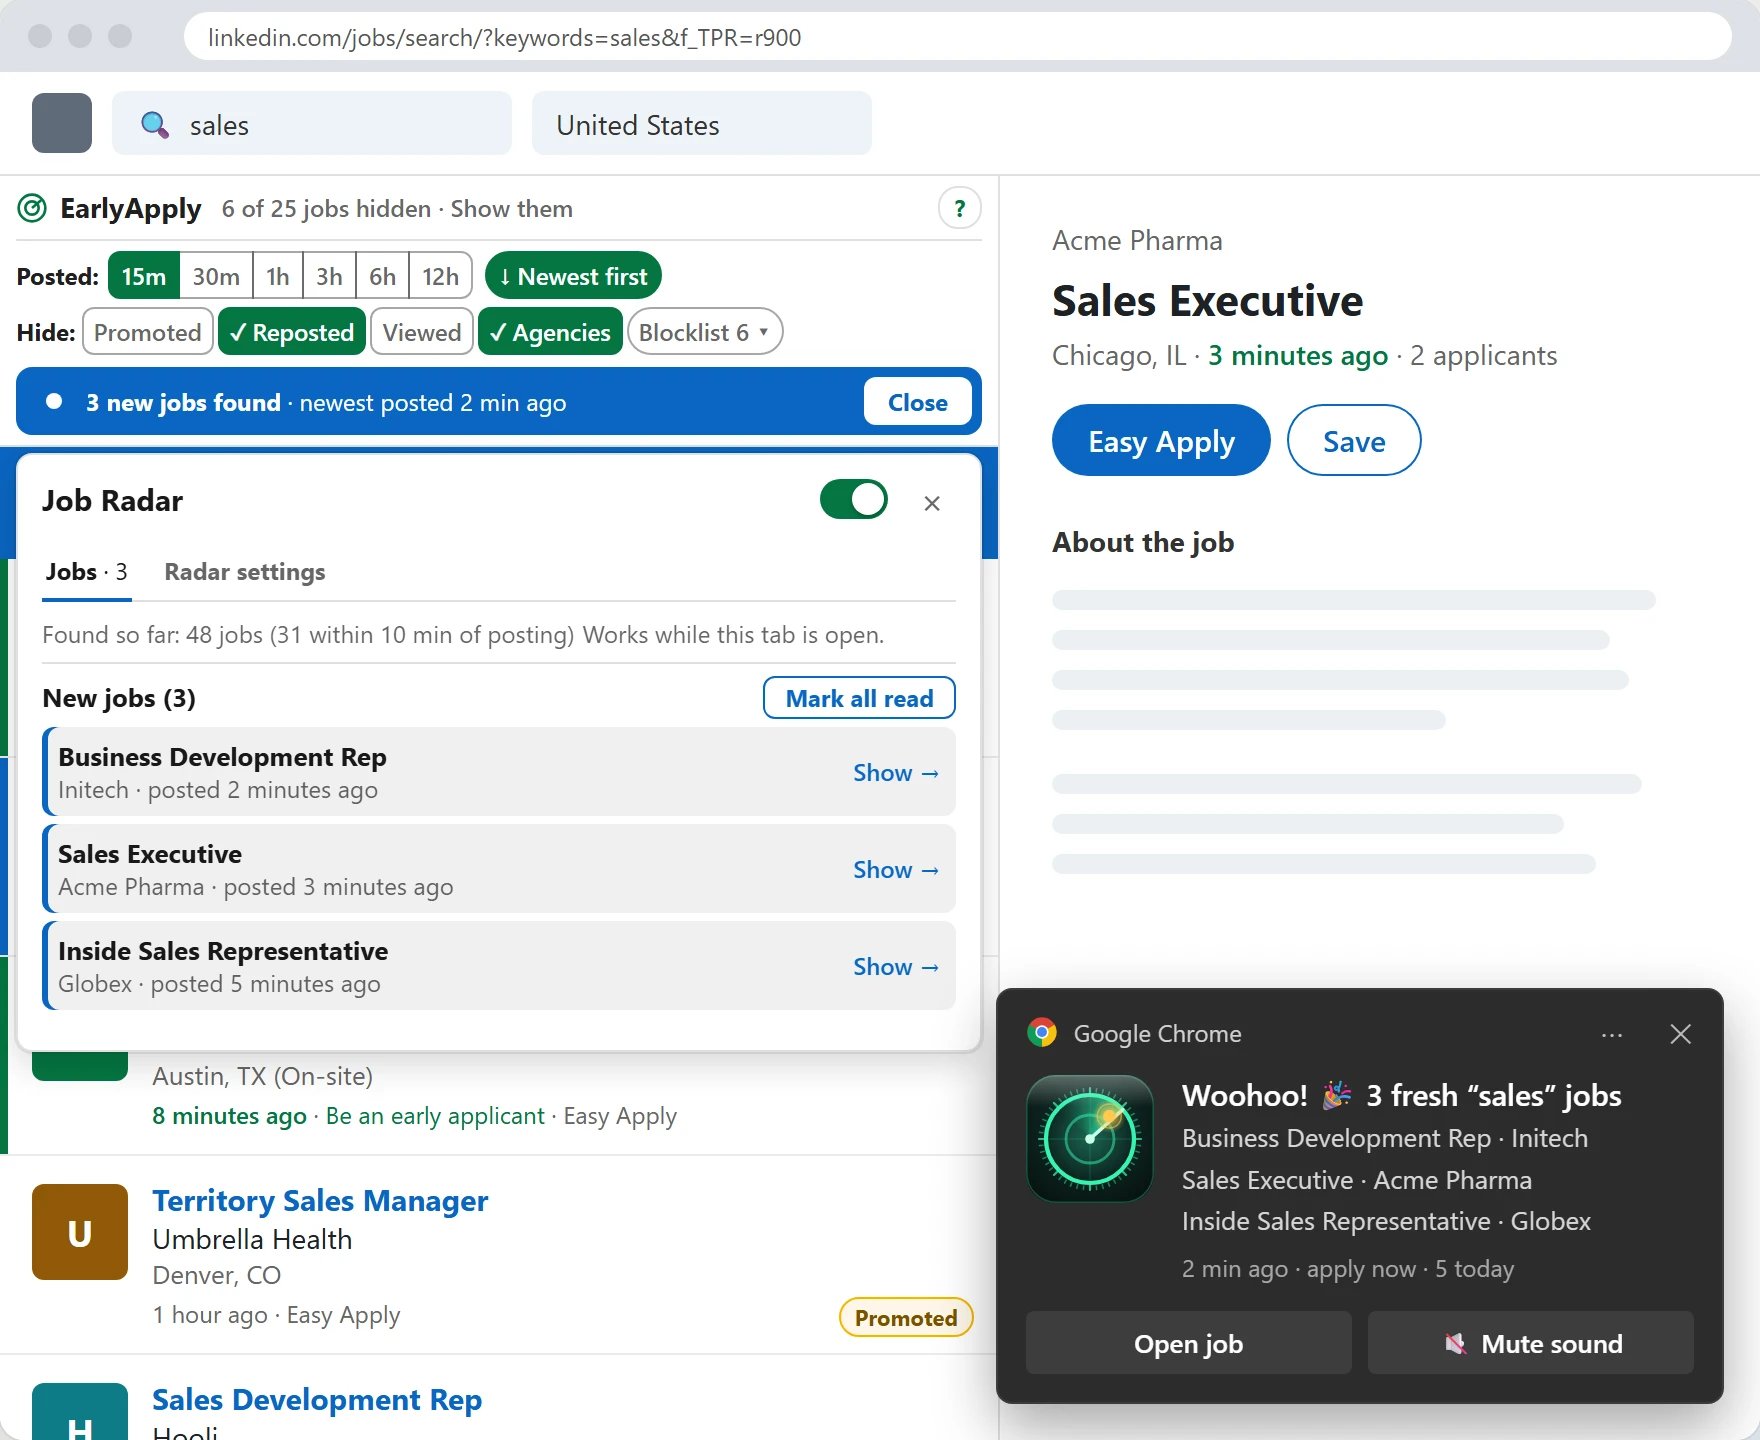 linkedin.com/jobs/search/?keywords=sales&f_TPR=r900
sales
United States
EarlyApply 6 of 25 jobs hidden · Show them ?
Posted: 15m 30m 1h 3h 6h 12h ↓ Newest first
Hide: Promoted ✓ Reposted Viewed ✓ Agencies Blocklist 6 ▾
3 new jobs found · newest posted 2 min ago Close
Job Radar ×
Jobs · 3 Radar settings
Found so far: 48 jobs (31 within 10 min of posting) Works while this tab is open.
New jobs (3) Mark all read
Business Development Rep
Initech · posted 2 minutes ago
Show →
Sales Executive
Acme Pharma · posted 3 minutes ago
Show →
Inside Sales Representative
Globex · posted 5 minutes ago
Show →
Austin, TX (On-site)
8 minutes ago · Be an early applicant · Easy Apply
U
Territory Sales Manager
Umbrella Health
Denver, CO
1 hour ago · Easy Apply
Promoted
H
Sales Development Rep
Hooli
Acme Pharma
Sales Executive
Chicago, IL · 3 minutes ago · 2 applicants
Easy Apply Save
About the job
Google Chrome ··· ×
Woohoo! 🎉 3 fresh “sales” jobs
Business Development Rep · Initech
Sales Executive · Acme Pharma
Inside Sales Representative · Globex
2 min ago · apply now · 5 today
Open job
Mute sound